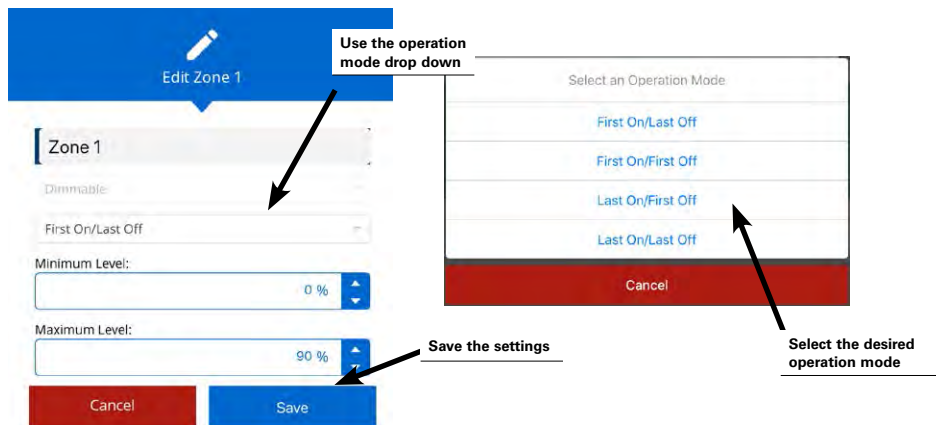 Use the operation
mode drop down
Edit Zone 1
Zone 1
Dimmable
First On/Last Off
Minimum Level:
0 %
Maximum Level:
90 %
Cancel
Save
Save the settings
Select an Operation Mode
First On/Last Off
First On/First Off
Last On/First Off
Last On/Last Off
Cancel
Select the desired
operation mode